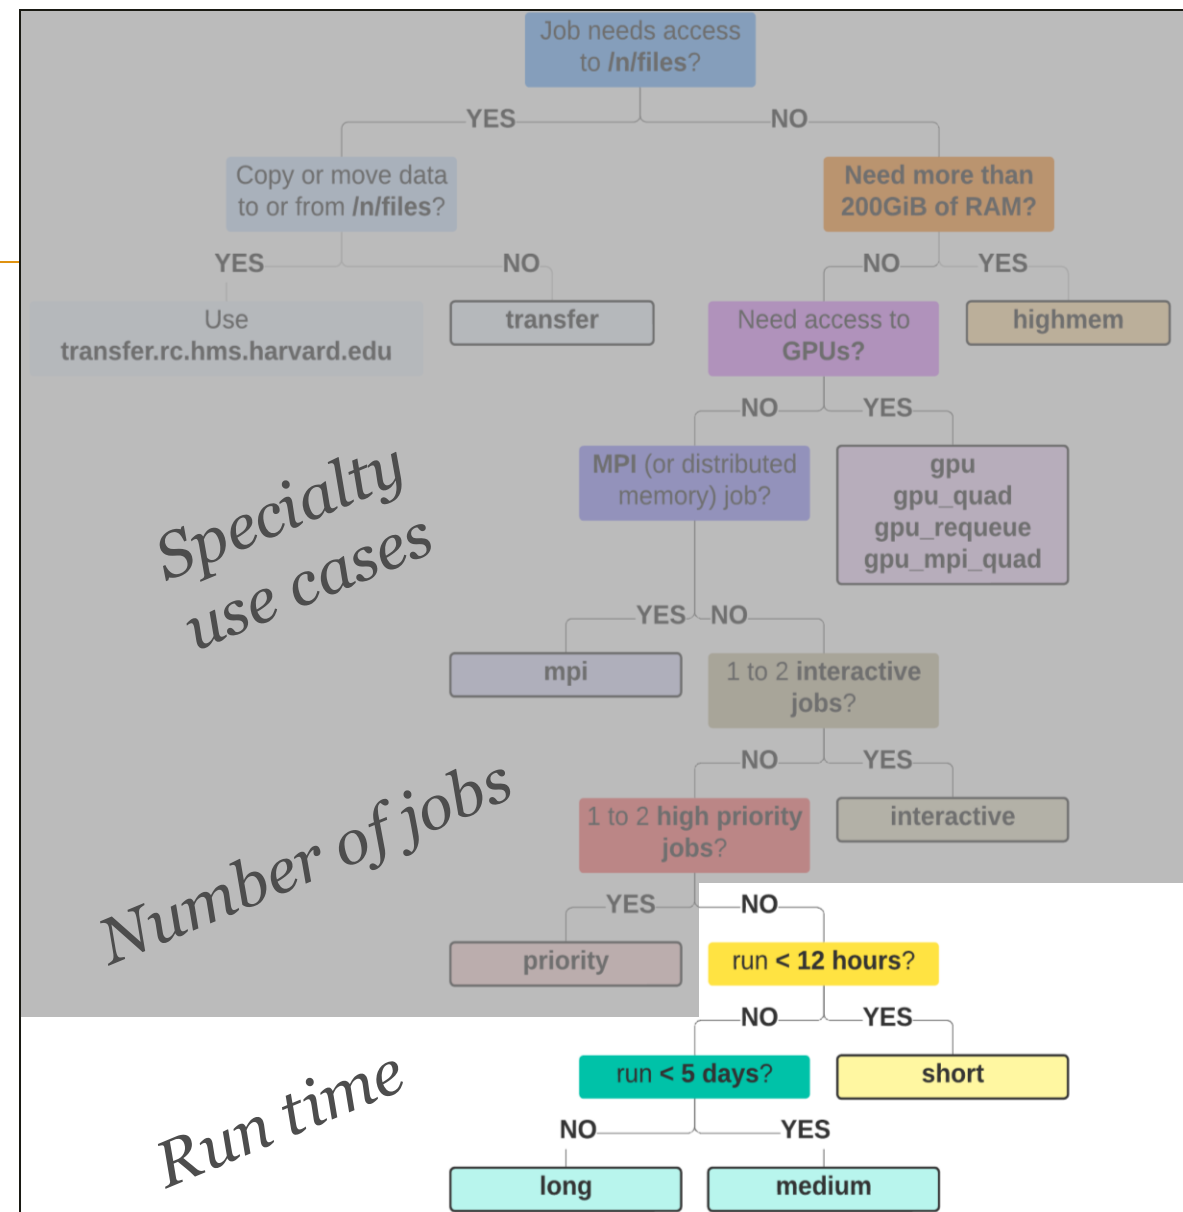 Job needs access
to /n/files?
YES
NO
Copy or move data
to or from /n/files?
Need more than
200GiB of RAM?
YES
NO
NO
YES
Use
transfer.rc.hms.harvard.edu
transfer
Need access to
GPUs?
highmem
NO
YES
MPI (or distributed
memory) job?
gpu
gpu_quad
gpu_requeue
gpu_mpi_quad
Specialty
use cases
YES
NO
mpi
1 to 2 interactive
jobs?
NO
YES
Number of jobs
1 to 2 high priority
jobs?
interactive
YES
NO
priority
run < 12 hours?
NO
YES
Run time
run < 5 days?
short
NO
YES
long
medium